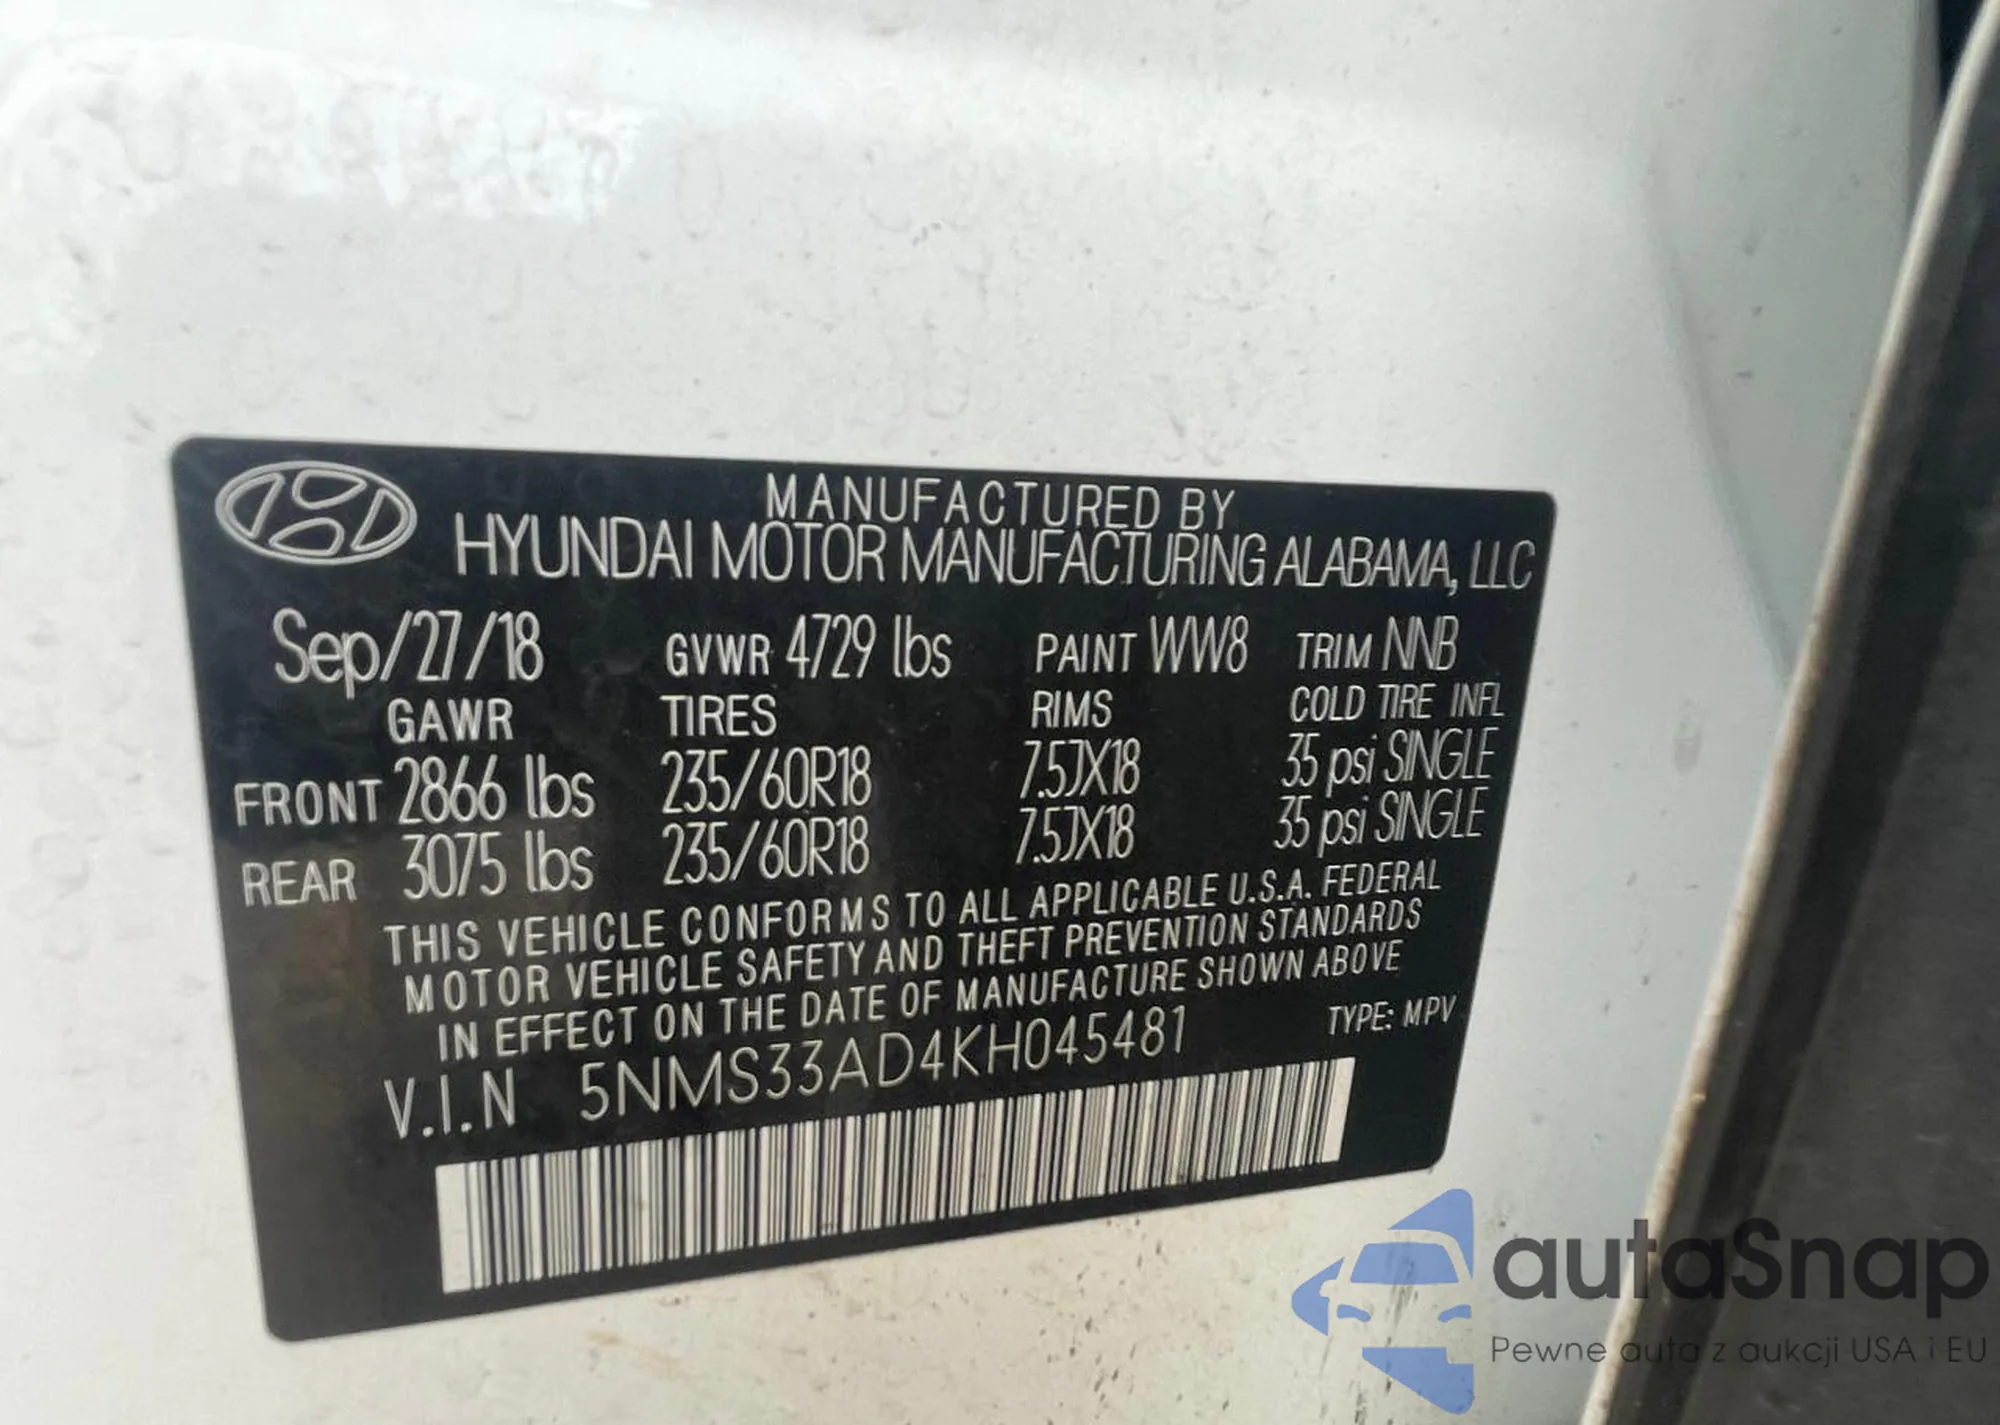 MANUFACTURED BY
HYUNDAI MOTOR MANUFACTURING ALABAMA, LLC
Sep/27/18 GVWR 4729 lbs PAINT WW8 TRIM NNB
GAWR TIRES RIMS COLD TIRE INFL
FRONT 2866 lbs 235/60R18 7.5JX18 35 psi SINGLE
REAR 3075 lbs 235/60R18 7.5JX18 35 psi SINGLE
THIS VEHICLE CONFORMS TO ALL APPLICABLE U.S.A. FEDERAL
MOTOR VEHICLE SAFETY AND THEFT PREVENTION STANDARDS
IN EFFECT ON THE DATE OF MANUFACTURE SHOWN ABOVE
V.I.N 5NMS33AD4KH045481 TYPE: MPV
autaSnap
Pewne auta z aukcji USA i EU